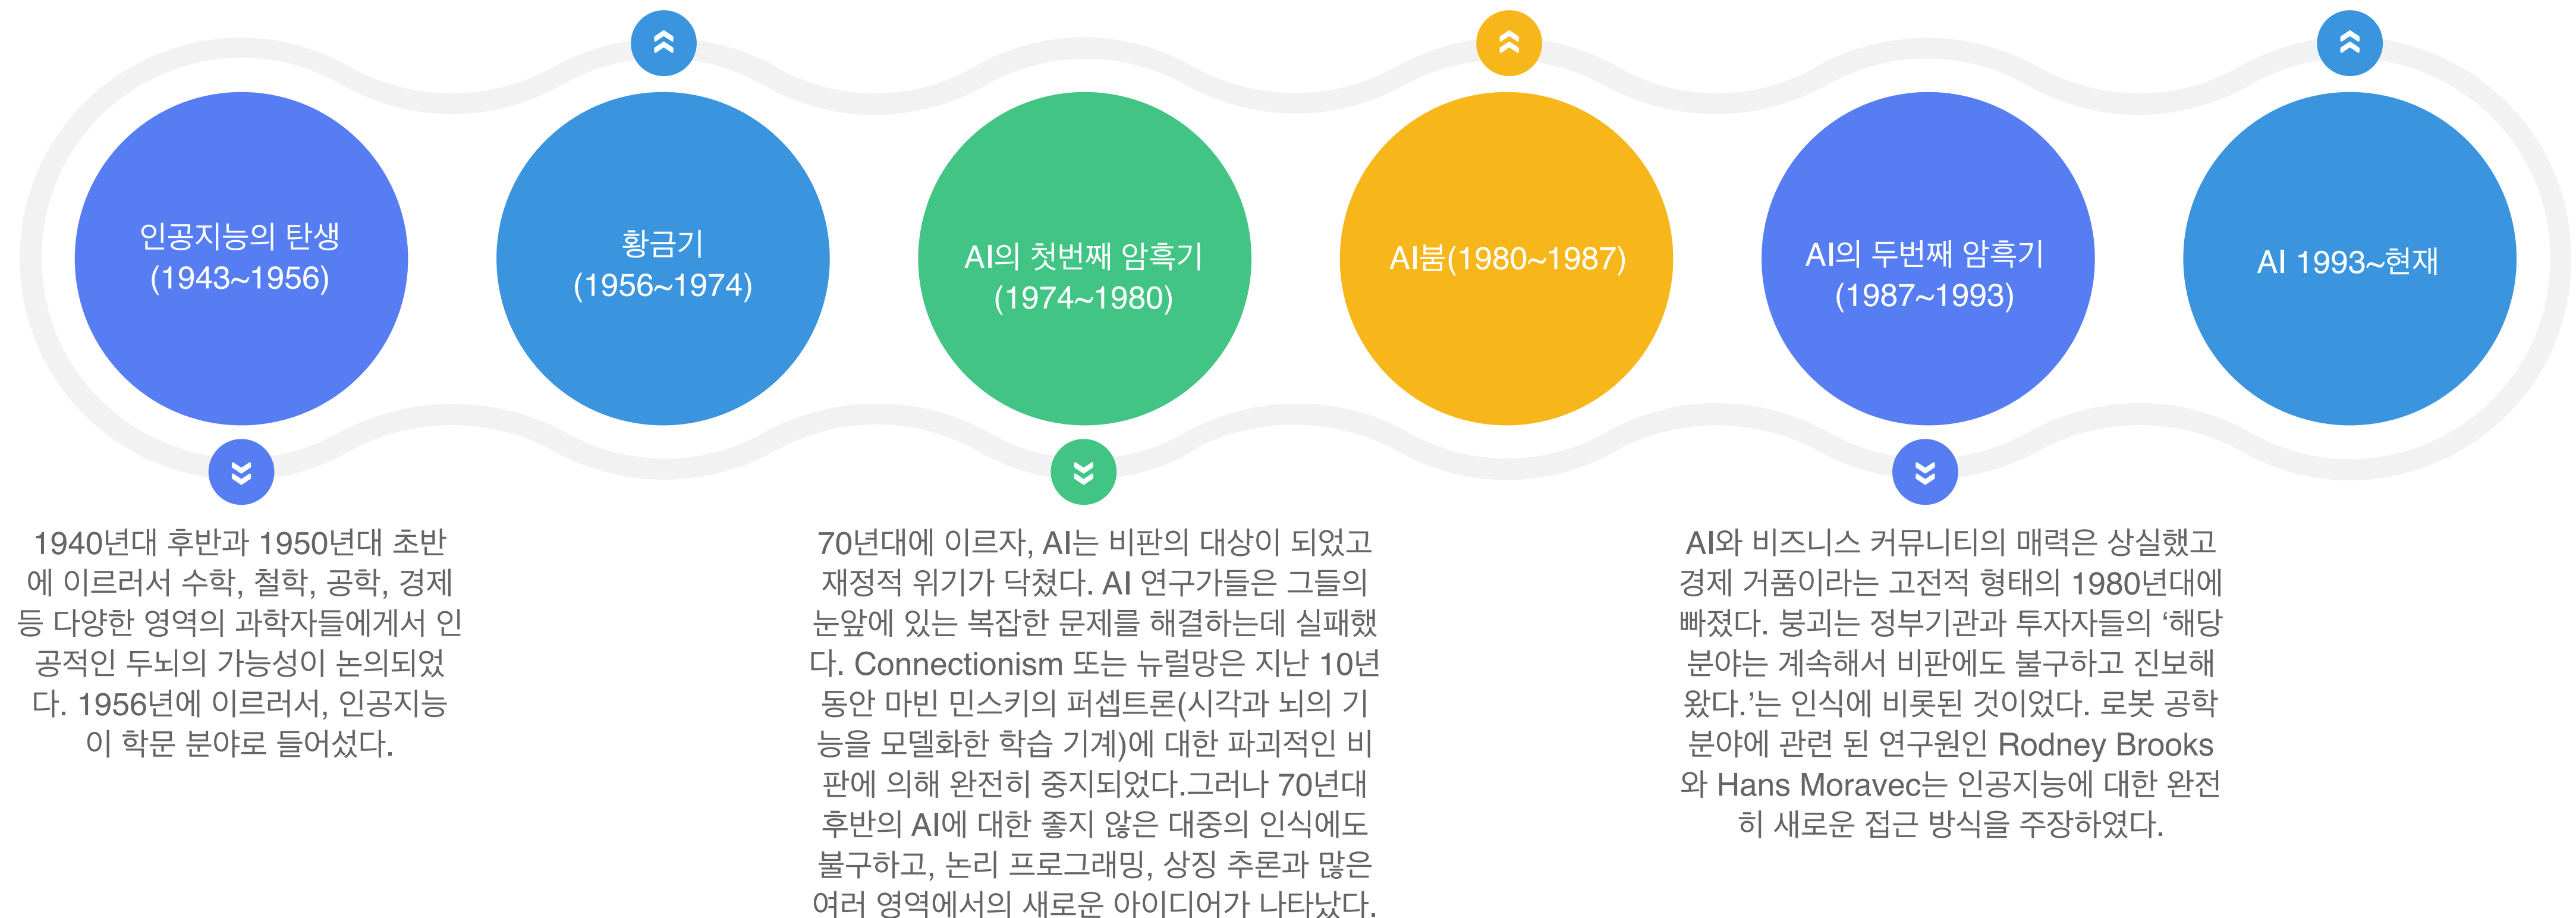 인공지능의 탄생
(1943~1956)
황금기
(1956~1974)
AI의 첫번째 암흑기
(1974~1980)
AI붐(1980~1987)
AI의 두번째 암흑기
(1987~1993)
AI 1993~현재
1940년대 후반과 1950년대 초반
에 이르러서 수학, 철학, 공학, 경제
등 다양한 영역의 과학자들에게서 인
공적인 두뇌의 가능성이 논의되었
다. 1956년에 이르러서, 인공지능
이 학문 분야로 들어섰다.
70년대에 이르자, AI는 비판의 대상이 되었고
재정적 위기가 닥쳤다. AI 연구가들은 그들의
눈앞에 있는 복잡한 문제를 해결하는데 실패했
다. Connectionism 또는 뉴럴망은 지난 10년
동안 마빈 민스키의 퍼셉트론(시각과 뇌의 기
능을 모델화한 학습 기계)에 대한 파괴적인 비
판에 의해 완전히 중지되었다.그러나 70년대
후반의 AI에 대한 좋지 않은 대중의 인식에도
불구하고, 논리 프로그래밍, 상징 추론과 많은
여러 영역에서의 새로운 아이디어가 나타났다.
AI와 비즈니스 커뮤니티의 매력은 상실했고
경제 거품이라는 고전적 형태의 1980년대에
빠졌다. 붕괴는 정부기관과 투자자들의 ‘해당
분야는 계속해서 비판에도 불구하고 진보해
왔다.’는 인식에 비롯된 것이었다. 로봇 공학
분야에 관련 된 연구원인 Rodney Brooks
와 Hans Moravec는 인공지능에 대한 완전
히 새로운 접근 방식을 주장하였다.